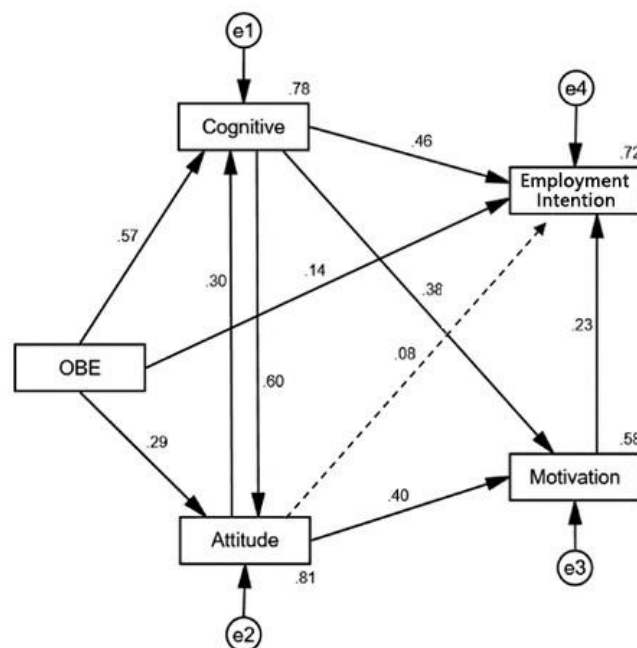 e1
.78
Cognitive
e4
.72
.46
Employment
Intention
.57
.30
.14
.38
.23
.08
OBE
.60
.29
.58
Motivation
.40
Attitude
.81
e3
e2